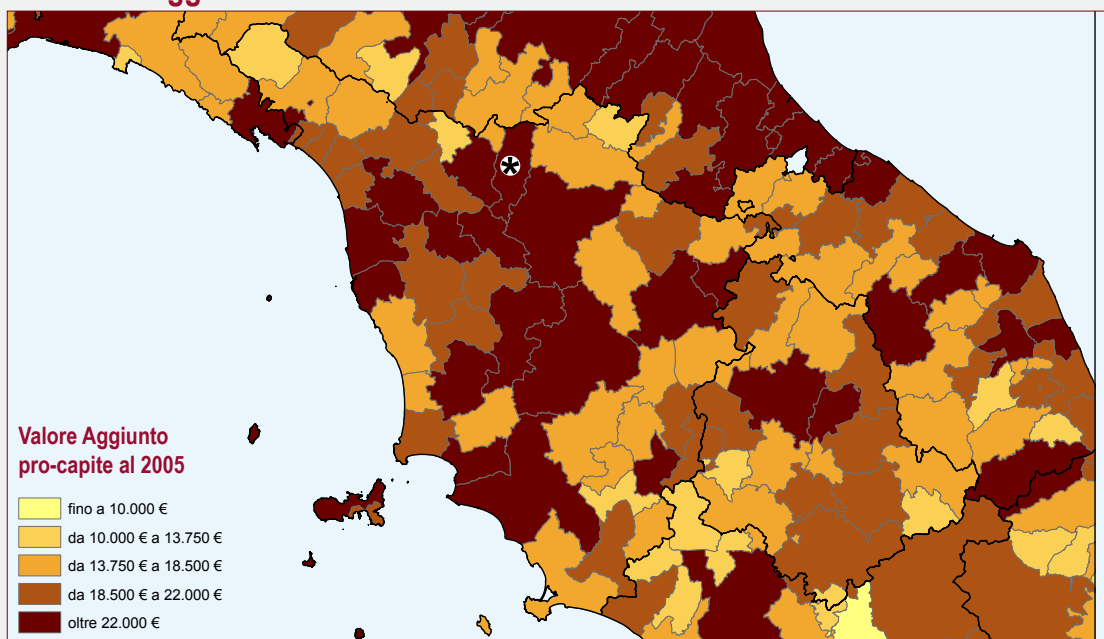 Valore Aggiunto
pro-capite al 2005
fino a 10.000 €
da 10.000 € a 13.750 €
da 13.750 € a 18.500 €
da 18.500 € a 22.000 €
oltre 22.000 €